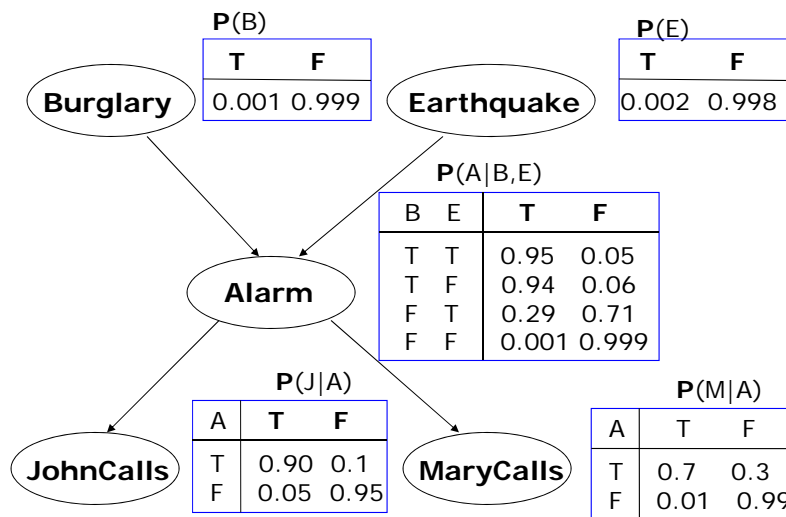 P(B)
T F
0.001 0.999
Burglary
P(E)
T F
0.002 0.998
Earthquake
P(A|B,E)
B E T F
T T 0.95 0.05
T F 0.94 0.06
F T 0.29 0.71
F F 0.001 0.999
Alarm
P(J|A)
A T F
T 0.90 0.1
F 0.05 0.95
JohnCalls
P(M|A)
A T F
T 0.7 0.3
F 0.01 0.99
MaryCalls